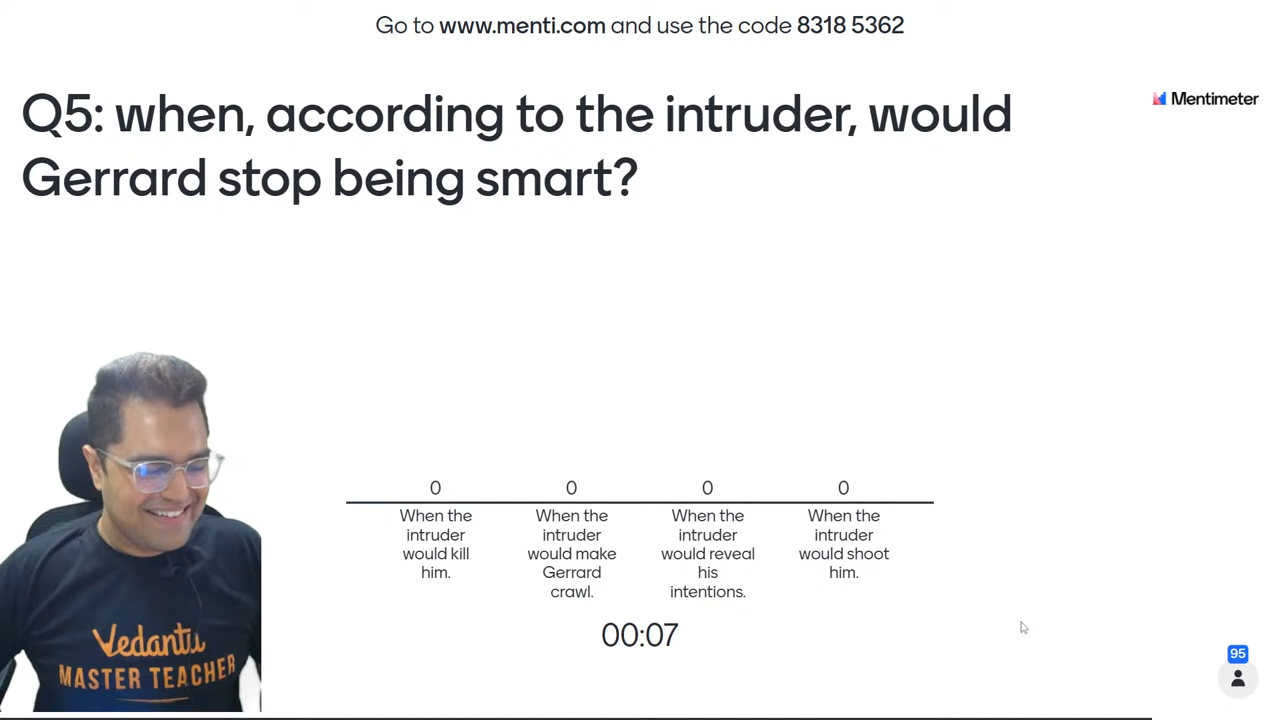 Go to www.menti.com and use the code 8318 5362
Mentimeter
Q5: when, according to the intruder, would
Gerrard stop being smart?
0
0
0
0
When the
intruder
would kill
him.
When the
intruder
would make
Gerrard
crawl.
When the
intruder
would reveal
his
intentions.
When the
intruder
would shoot
him.
00:07
95
Vedantu
MASTER TEACHER